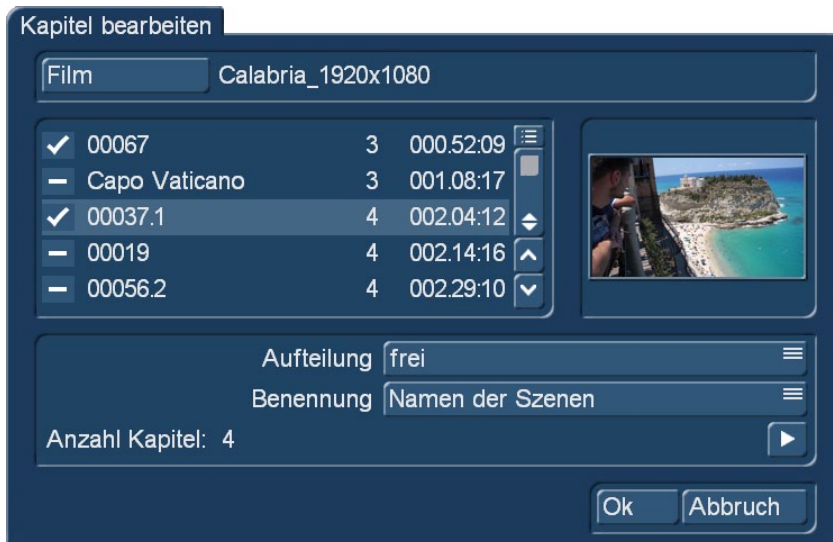 Kapitel bearbeiten
Film Calabria_1920x1080
00067 3 000.52:09
Capo Vaticano 3 001.08:17
00037.1 4 002.04:12
00019 4 002.14:16
00056.2 4 002.29:10
Aufteilung frei
Benennung Namen der Szenen
Anzahl Kapitel: 4
Ok Abbruch